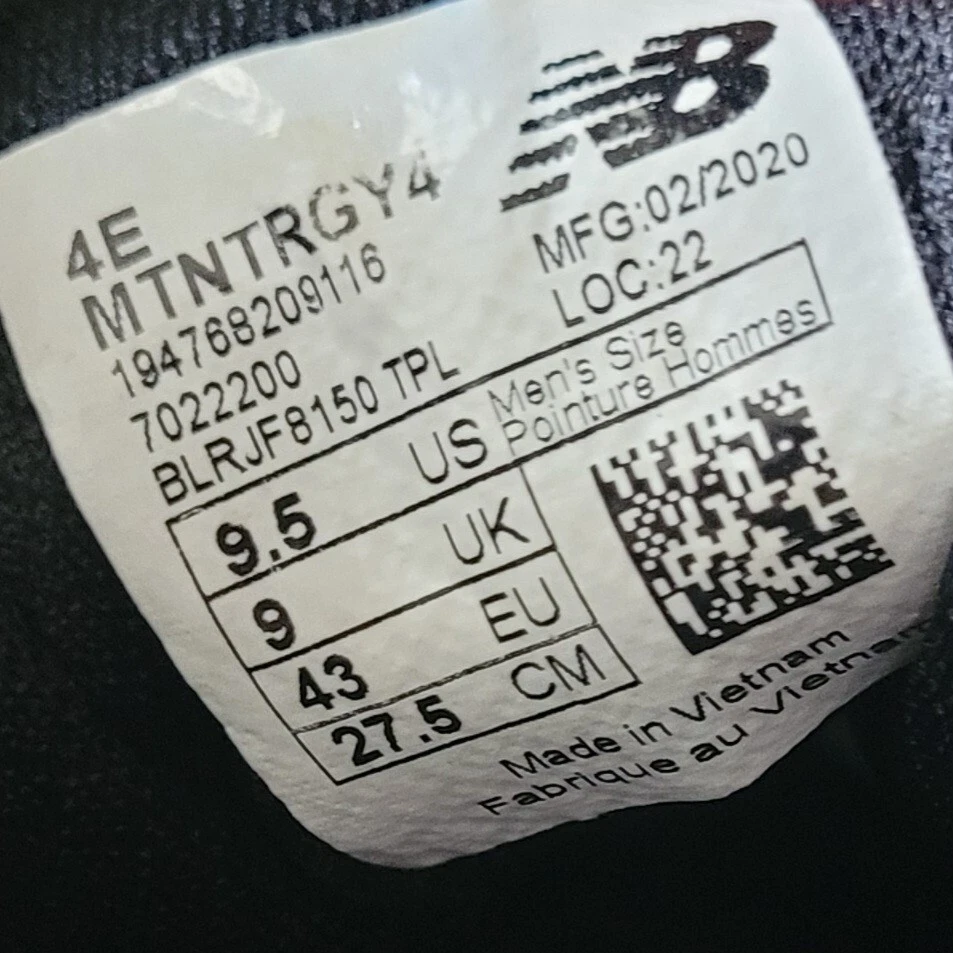 NB
4E
MTNTRGY4
194768209116
7022200
BLRJF8150 TPL
MFG:02/2020
LOC:22
9.5 US Men's Size
Pointure Hommes
9 UK
43 EU
27.5 CM
Made in Vietnam
Fabrique au Vietnam